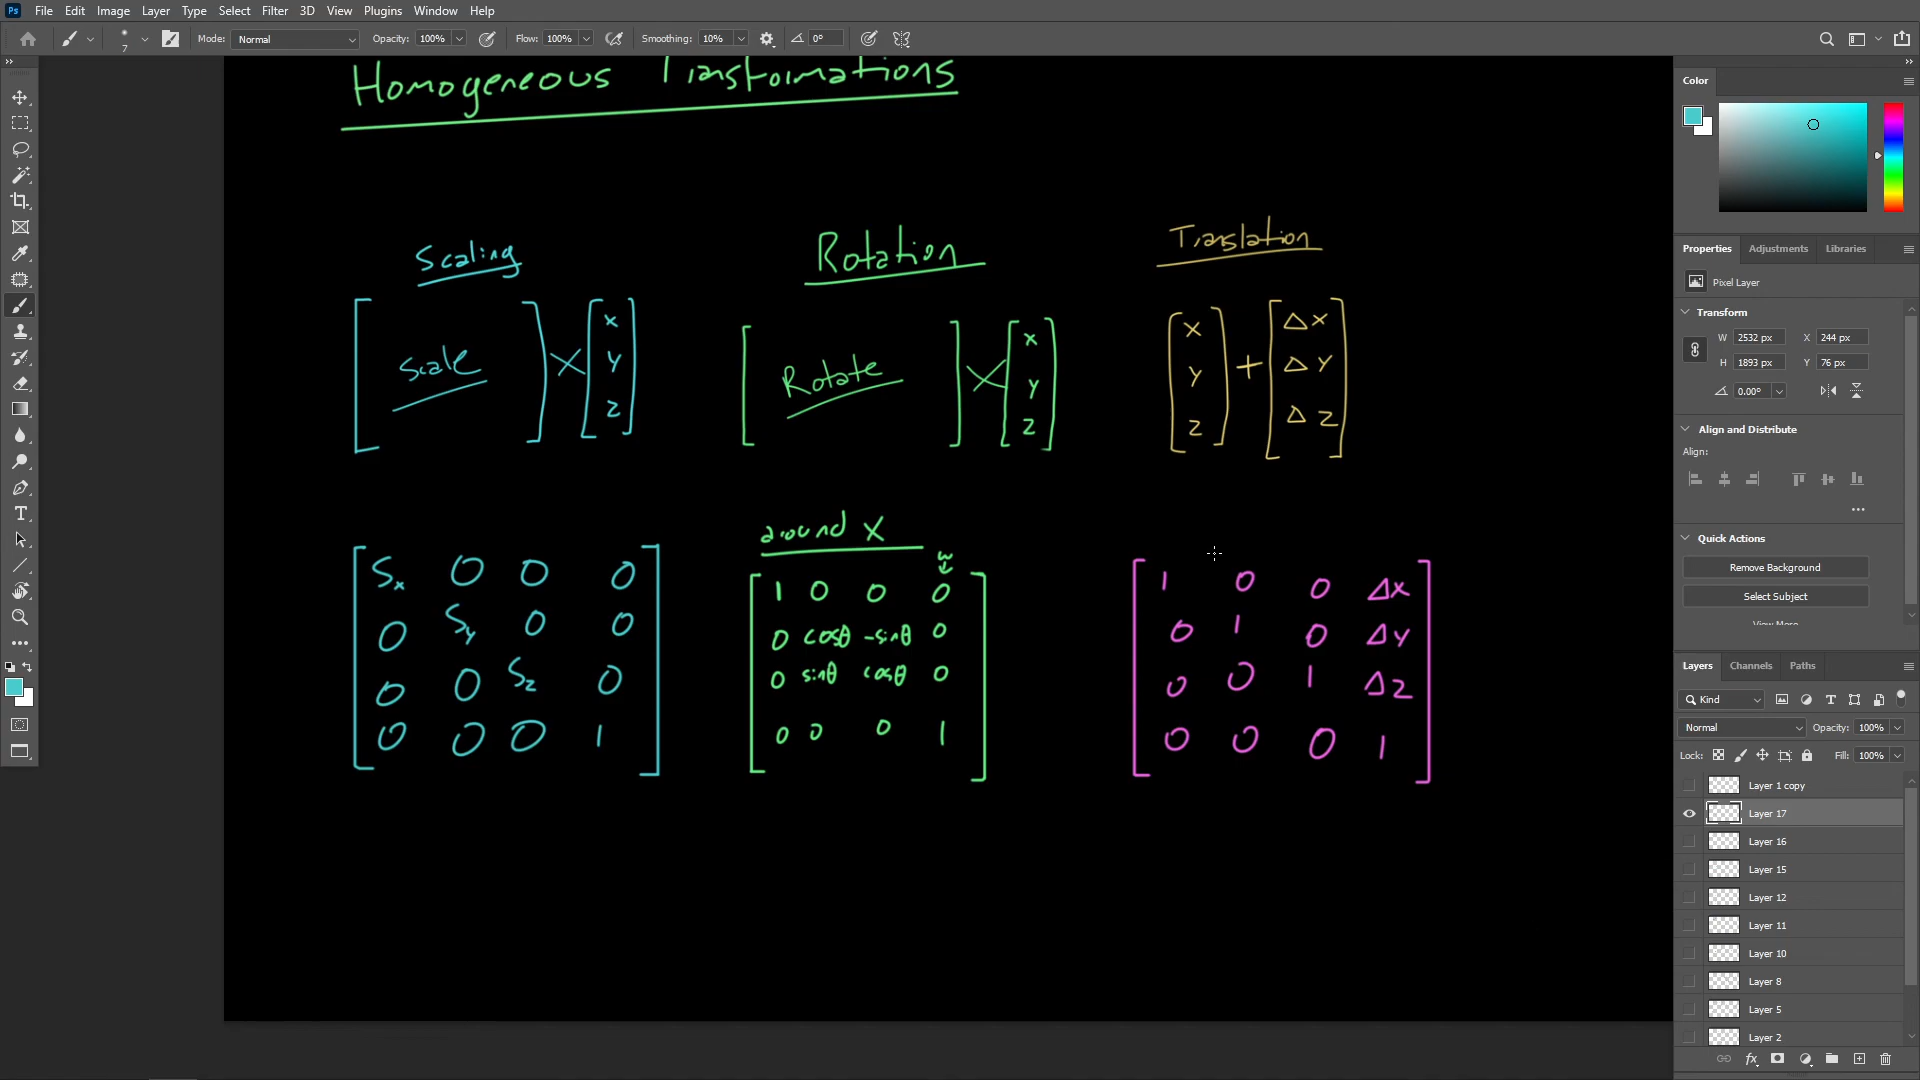 Ps File Edit Image Layer Type Select Filter 3D View Plugins Window Help
7 Mode: Normal Opacity: 100% Flow: 100% Smoothing: 10% 0°
Homogeneous Transformations
Scaling
[ Scale ] X [ x y z ]
Rotation
[ Rotate ] X [ x y z ]
Translation
[ x y z ] + [ Δx Δy Δz ]
Sx 0 0 0
0 Sy 0 0
0 0 Sz 0
0 0 0 1
around X
w ↓
1 0 0 0
0 cosθ -sinθ 0
0 sinθ cosθ 0
0 0 0 1
1 0 0 Δx
0 1 0 Δy
0 0 1 Δz
0 0 0 1
Color
Properties Adjustments Libraries
Pixel Layer
Transform
W 2532 px X 244 px
H 1893 px Y 76 px
0.00°
Align and Distribute
Align:
Quick Actions
Remove Background
Select Subject
View More
Layers Channels Paths
Kind
Normal Opacity: 100%
Lock: Fill: 100%
Layer 1 copy
Layer 17
Layer 16
Layer 15
Layer 12
Layer 11
Layer 10
Layer 8
Layer 5
Layer 2
fx